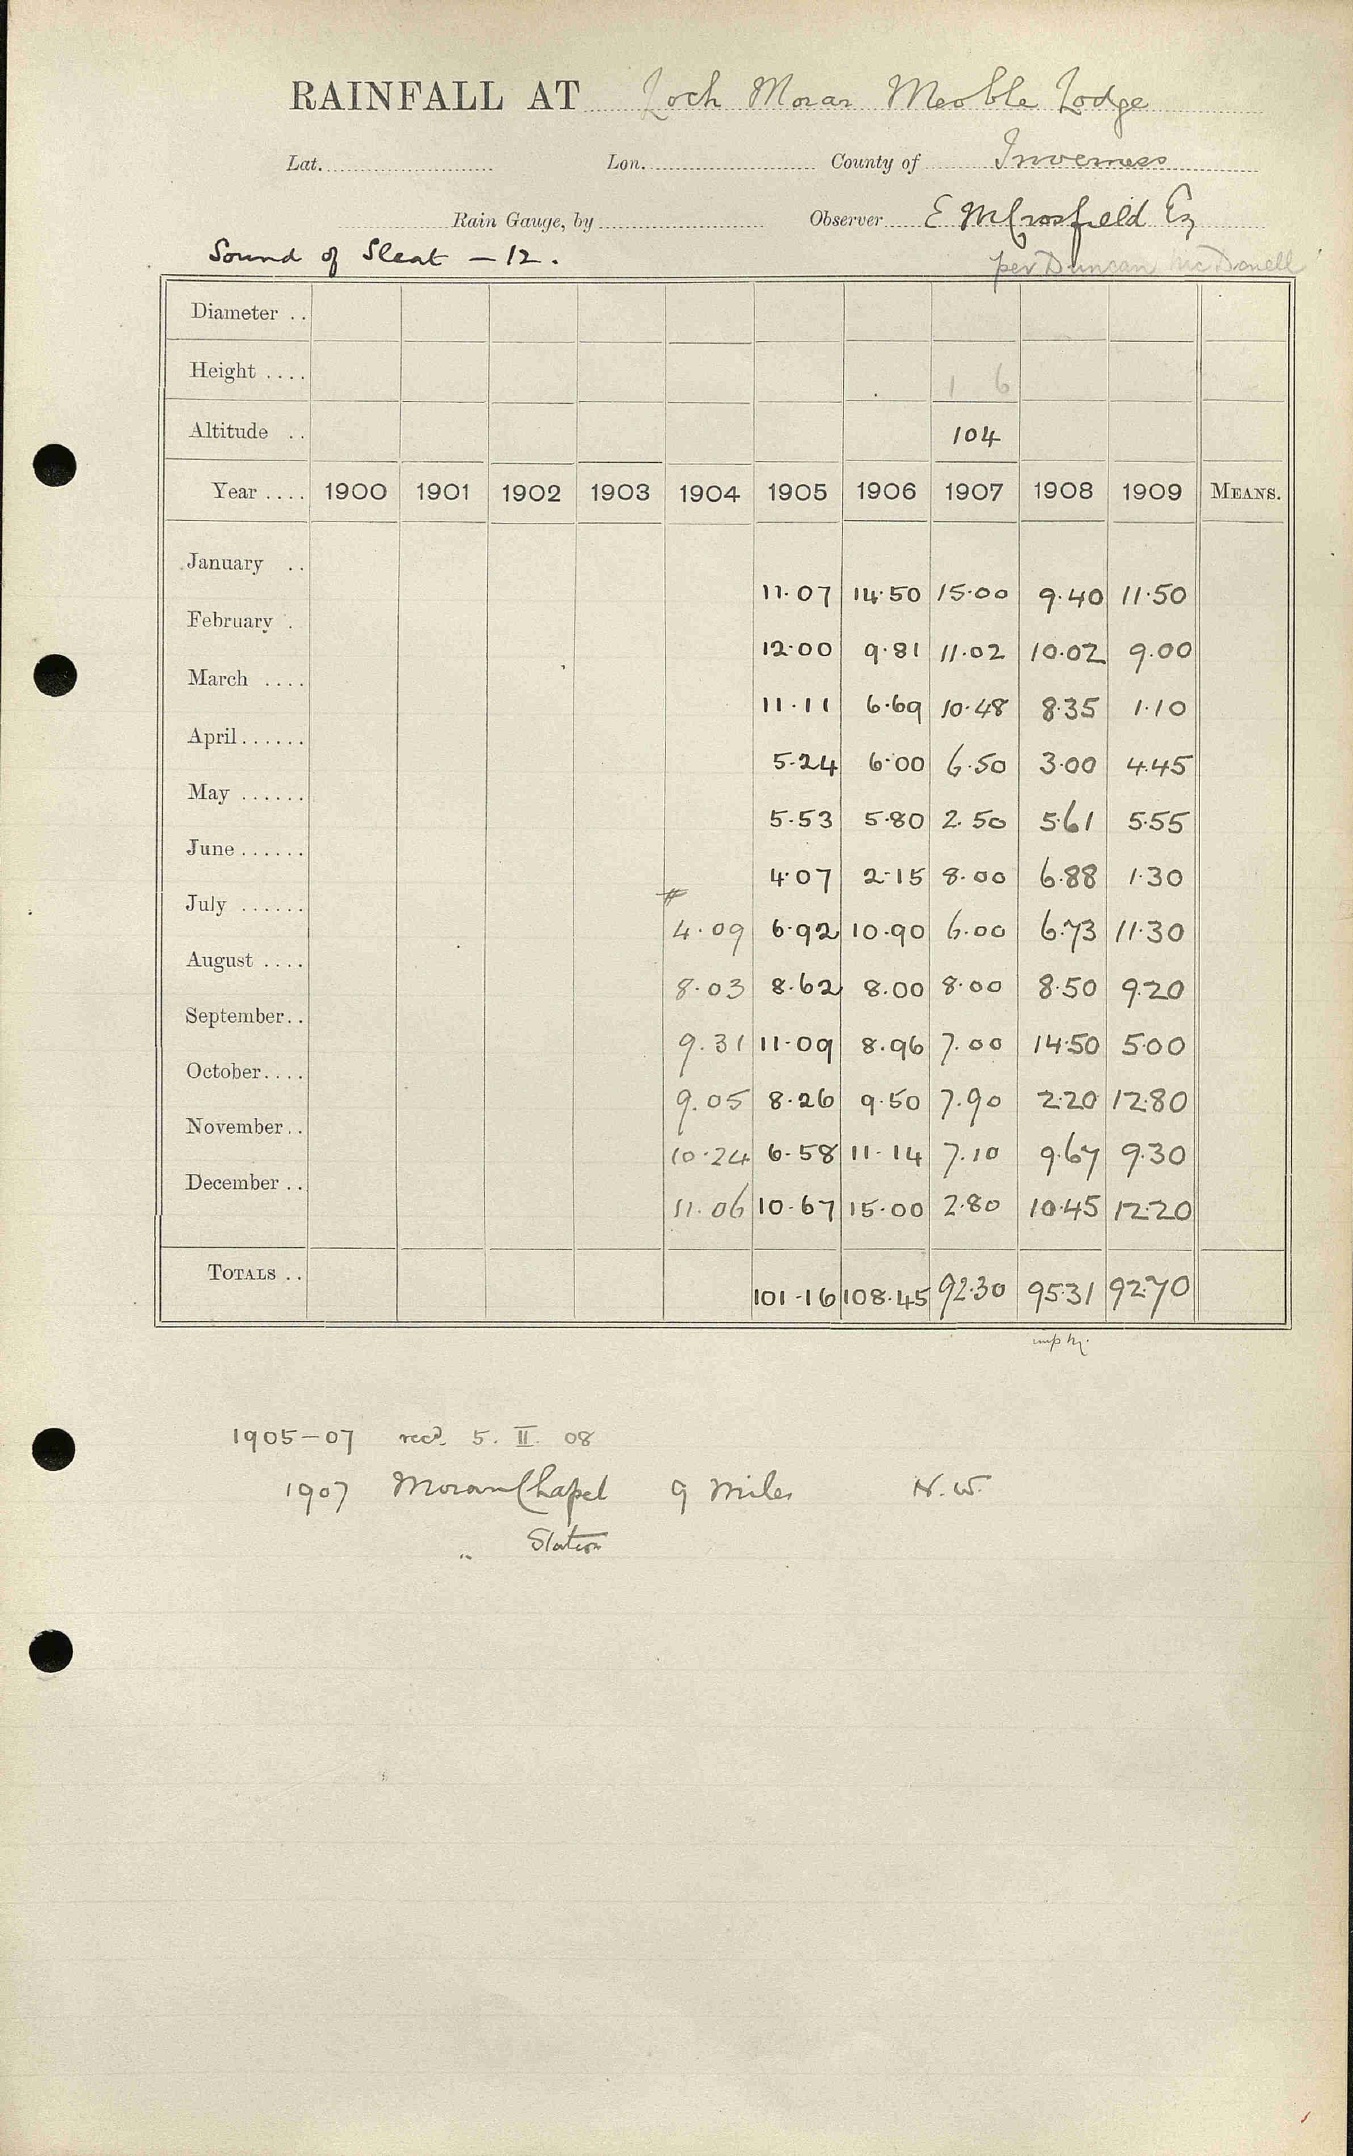 RAINFALL AT Loch Morar Meoble Lodge
Lat. Lon. County of Inverness
Rain Gauge, by Observer E M Crosfield Eq
Sound of Sleat - 12. per Duncan McDonell
Diameter ..
Height .... 1 6
Altitude .. 104
Year .... 1900 1901 1902 1903 1904 1905 1906 1907 1908 1909 MEANS.
January .. 11.07 14.50 15.00 9.40 11.50
February . 12.00 9.81 11.02 10.02 9.00
March .... 11.11 6.69 10.48 8.35 1.10
April...... 5.24 6.00 6.50 3.00 4.45
May ...... 5.53 5.80 2.50 5.61 5.55
June ...... 4.07 2.15 8.00 6.88 1.30
July ...... # 4.09 6.92 10.90 6.00 6.73 11.30
August .... 8.03 8.62 8.00 8.00 8.50 9.20
September.. 9.31 11.09 8.96 7.00 14.50 5.00
October.... 9.05 8.26 9.50 7.90 2.20 12.80
November.. 10.24 6.58 11.14 7.10 9.67 9.30
December .. 11.06 10.67 15.00 2.80 10.45 12.20
TOTALS .. 101.16 108.45 92.30 95.31 92.70
1905-07 recd. 5. II. 08
1907 Morar Chapel 9 Miles N.W.
" Station